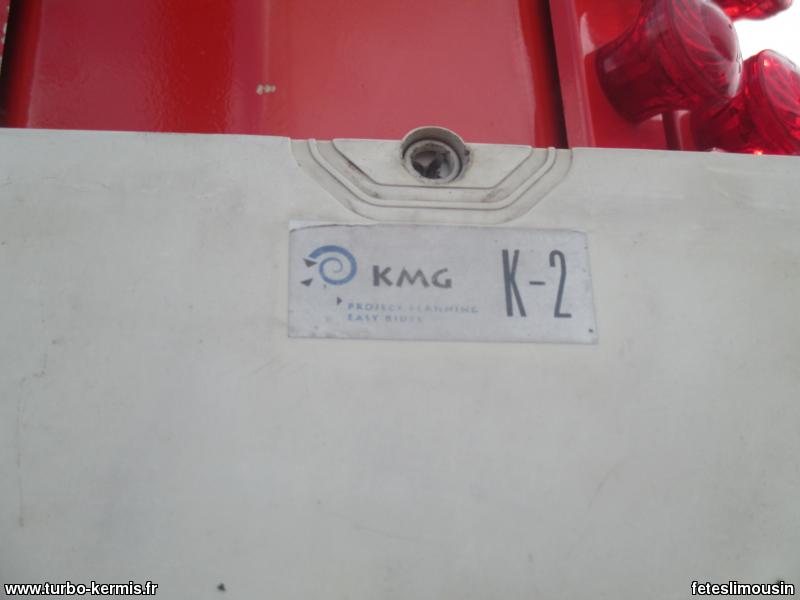 KMG K-2
PROJECT PLANNING
EASY RIDES
www.turbo-kermis.fr
feteslimousin